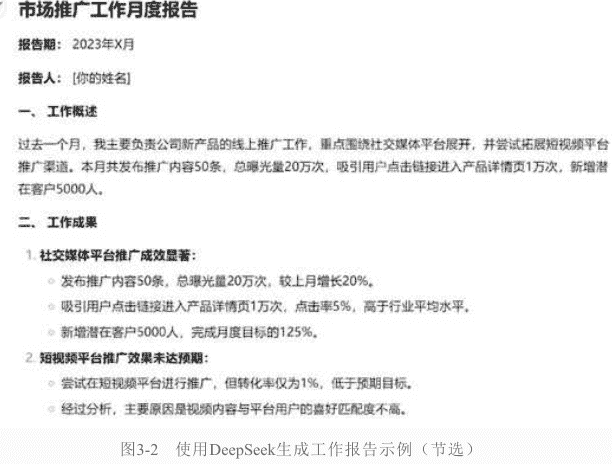 市场推广工作月度报告
报告期： 2023年X月
报告人： [你的姓名]
一、 工作概述
过去一个月，我主要负责公司新产品的线上推广工作，重点围绕社交媒体平台展开，并尝试拓展短视频平台
推广渠道。本月共发布推广内容50条，总曝光量20万次，吸引用户点击链接进入产品详情页1万次，新增潜
在客户5000人。
二、 工作成果
1. 社交媒体平台推广成效显著：
○ 发布推广内容50条，总曝光量20万次，较上月增长20%。
○ 吸引用户点击链接进入产品详情页1万次，点击率5%，高于行业平均水平。
○ 新增潜在客户5000人，完成月度目标的125%。
2. 短视频平台推广效果未达预期：
○ 尝试在短视频平台进行推广，但转化率仅为1%，低于预期目标。
○ 经过分析，主要原因是视频内容与平台用户的喜好匹配度不高。
图3-2 使用DeepSeek生成工作报告示例（节选）